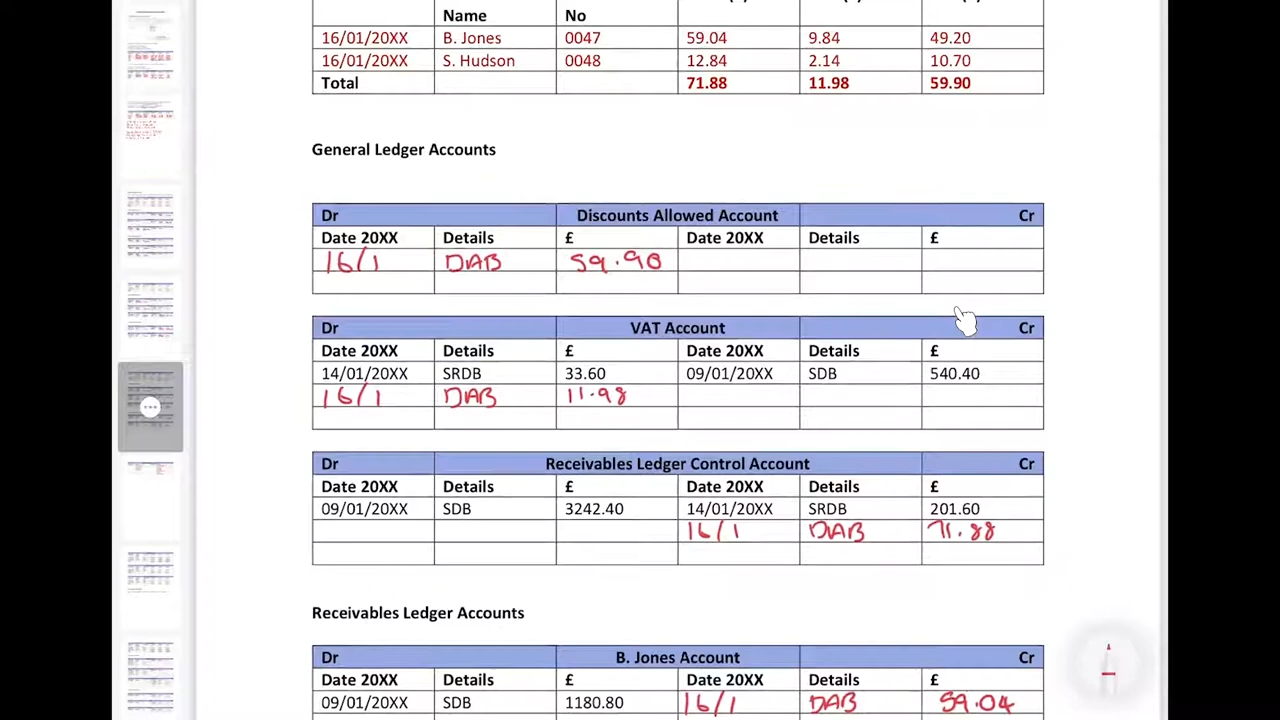 Name No
16/01/20XX B. Jones 0047 59.04 9.84 49.20
16/01/20XX S. Hudson 0048 12.84 2.14 10.70
Total 71.88 11.98 59.90
General Ledger Accounts
Dr Discounts Allowed Account Cr
Date 20XX Details £ Date 20XX Details £
16/1 DAB 59.90
Dr VAT Account Cr
Date 20XX Details £ Date 20XX Details £
14/01/20XX SRDB 33.60 09/01/20XX SDB 540.40
16/1 DAB 11.98
Dr Receivables Ledger Control Account Cr
Date 20XX Details £ Date 20XX Details £
09/01/20XX SDB 3242.40 14/01/20XX SRDB 201.60
16/1 DAB 71.88
Receivables Ledger Accounts
Dr B. Jones Account Cr
Date 20XX Details £ Date 20XX Details £
SDB 16/1 DAB 59.04